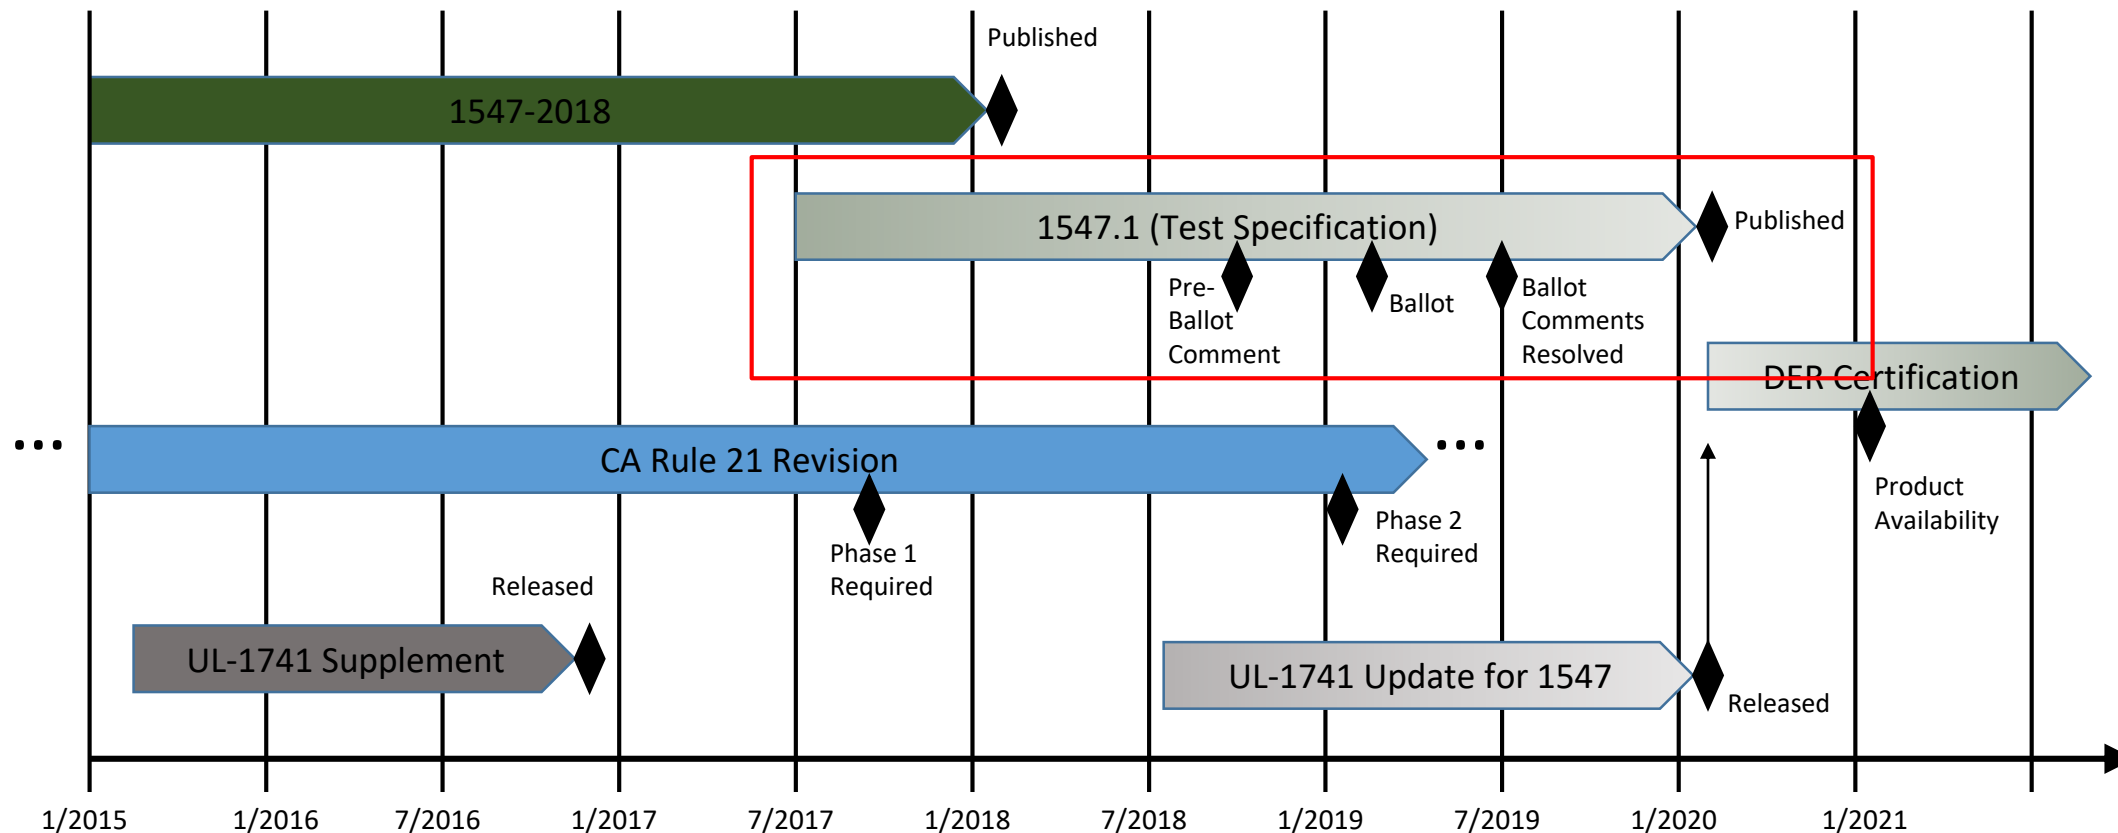 Published
1547-2018
1547.1 (Test Specification)
Published
Pre-
Ballot
Comment
Ballot
Ballot
Comments
Resolved
DER Certification
...
CA Rule 21 Revision
...
Product
Availability
Phase 1
Required
Phase 2
Required
Released
UL-1741 Supplement
UL-1741 Update for 1547
Released
1/2015
1/2016
7/2016
1/2017
7/2017
1/2018
7/2018
1/2019
7/2019
1/2020
1/2021